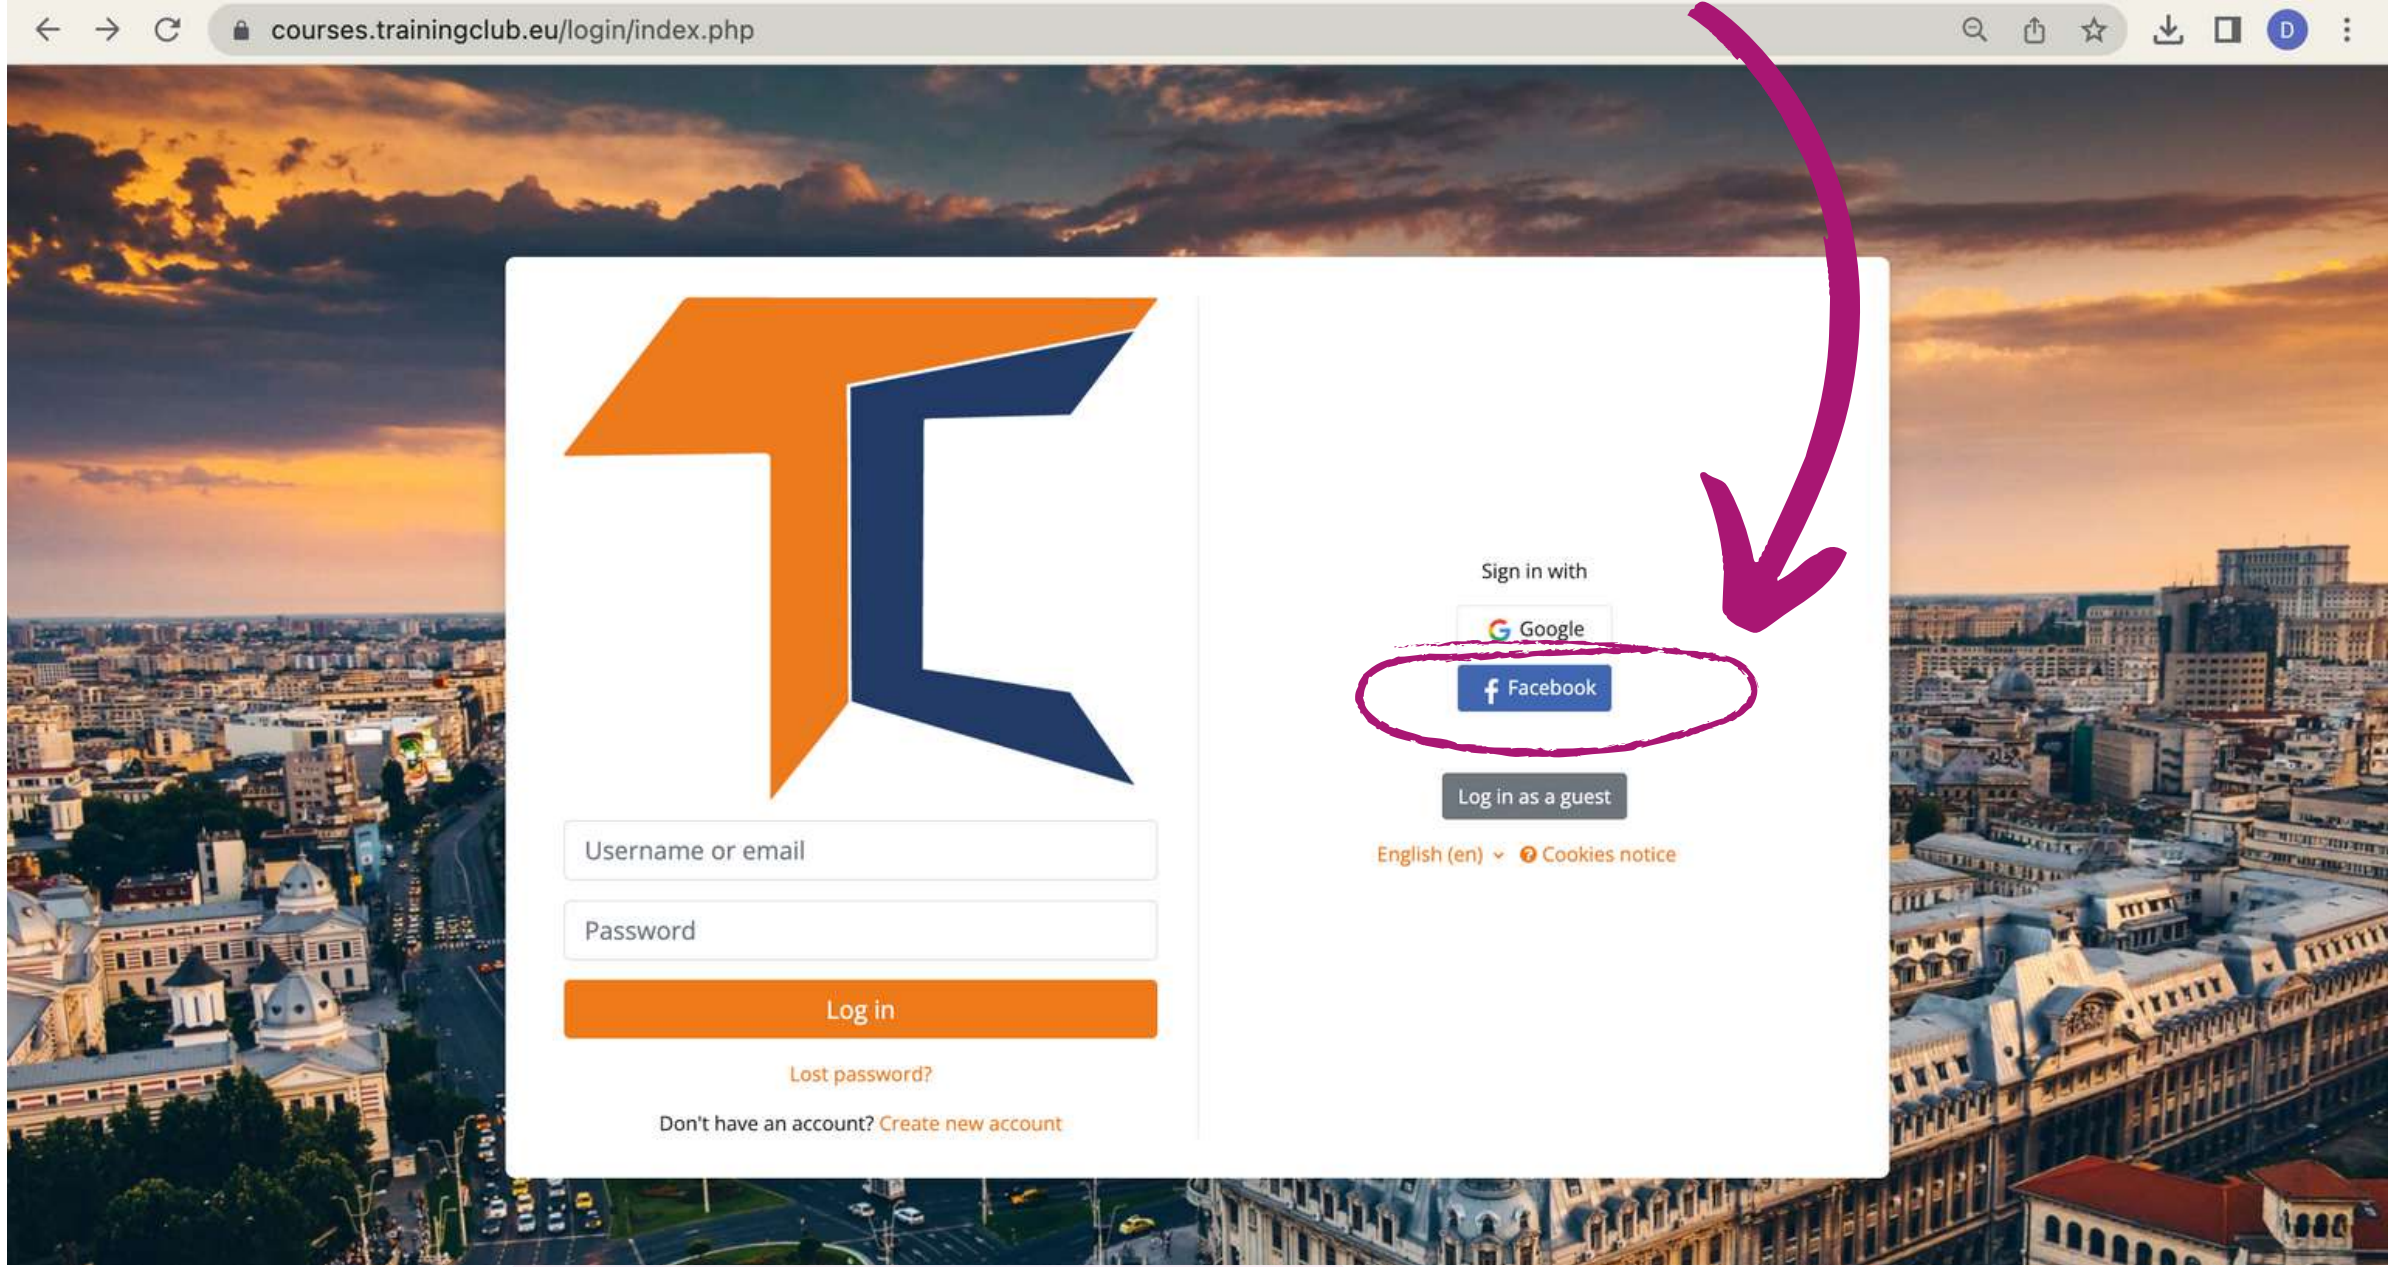 courses.trainingclub.eu/login/index.php
D
TC
Username or email
Password
Log in
Lost password?
Don't have an account? Create new account
Sign in with
Google
Facebook
Log in as a guest
English (en)
Cookies notice